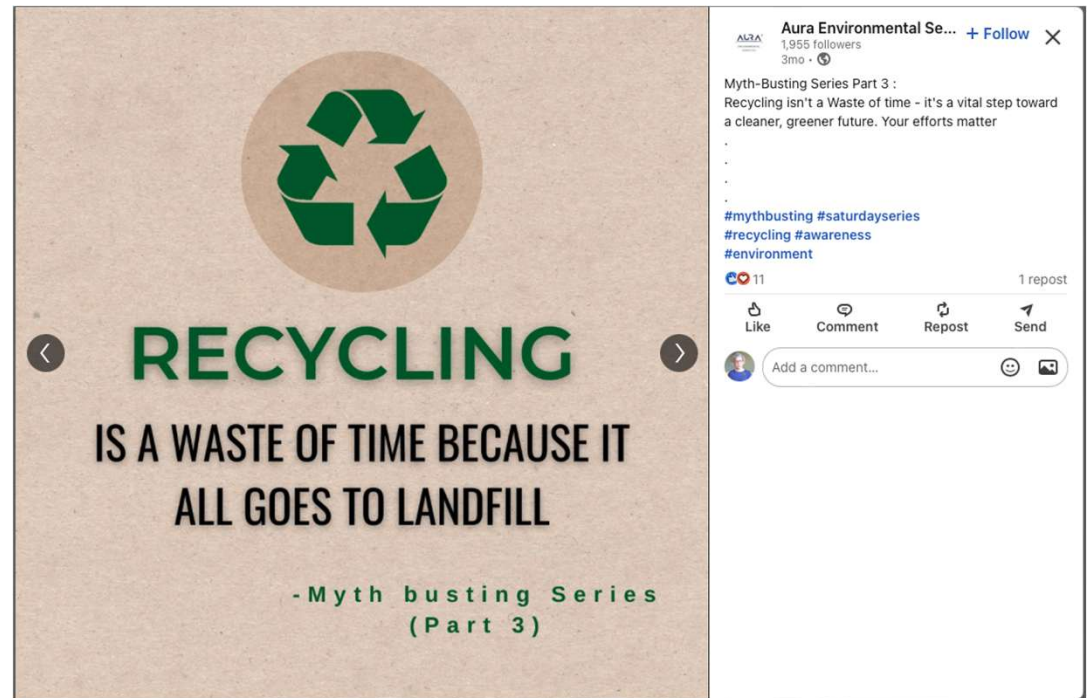 RECYCLING
IS A WASTE OF TIME BECAUSE IT
ALL GOES TO LANDFILL
-Myth busting Series
(Part 3)
AURA
Aura Environmental Se... + Follow
1,955 followers
3mo •
Myth-Busting Series Part 3 :
Recycling isn't a Waste of time - it's a vital step toward
a cleaner, greener future. Your efforts matter
.
.
.
.
#mythbusting #saturdayseries
#recycling #awareness
#environment
11 1 repost
Like Comment Repost Send
Add a comment...